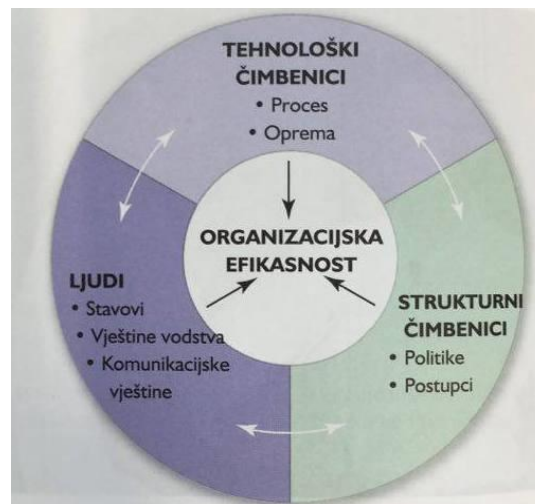 TEHNOLOŠKI
ČIMBENICI
• Proces
• Oprema
ORGANIZACIJSKA
EFIKASNOST
LJUDI
• Stavovi
• Vještine vodstva
• Komunikacijske
vještine
STRUKTURNI
ČIMBENICI
• Politike
• Postupci